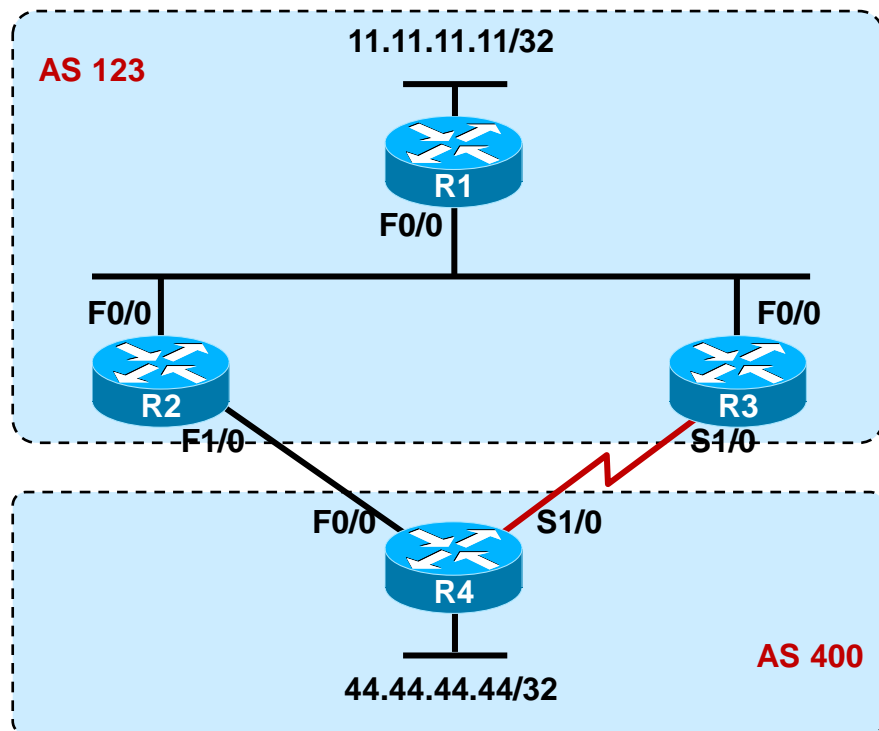 11.11.11.11/32
AS 123
R1
F0/0
F0/0
F0/0
R2
R3
F1/0
S1/0
F0/0
S1/0
R4
AS 400
44.44.44.44/32